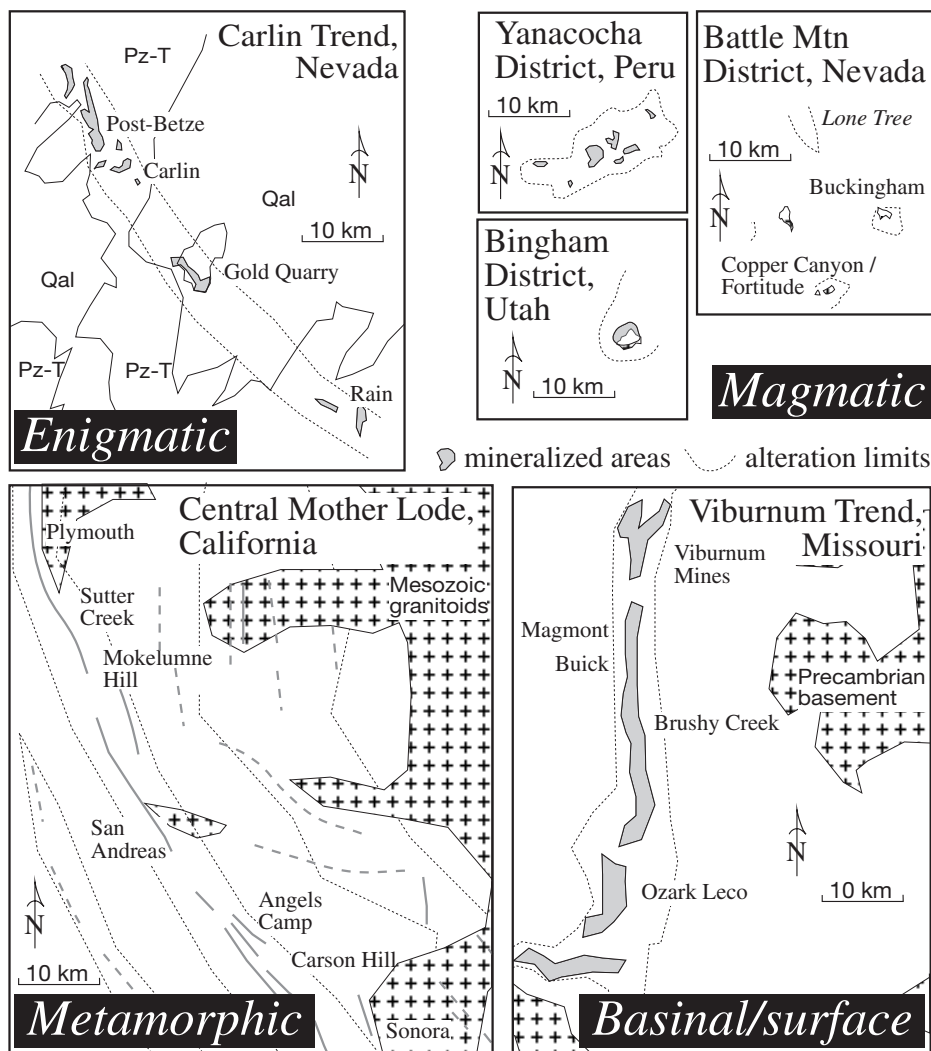 Carlin Trend,
Nevada
Pz-T
Post-Betze
Carlin
N
Qal
10 km
Qal
Gold Quarry
Pz-T
Pz-T
Rain
Enigmatic
Yanacocha
District, Peru
10 km
N
Battle Mtn
District, Nevada
Lone Tree
10 km
N
Buckingham
Copper Canyon /
Fortitude
Bingham
District,
Utah
N
10 km
Magmatic
mineralized areas
alteration limits
Central Mother Lode,
California
Plymouth
Mesozoic
granitoids
Sutter
Creek
Mokelumne
Hill
San
Andreas
Angels
Camp
N
Carson Hill
10 km
Sonora
Metamorphic
Viburnum Trend,
Missouri
Viburnum
Mines
Magmont
Buick
Precambrian
basement
Brushy Creek
N
Ozark Leco
10 km
Basinal/surface